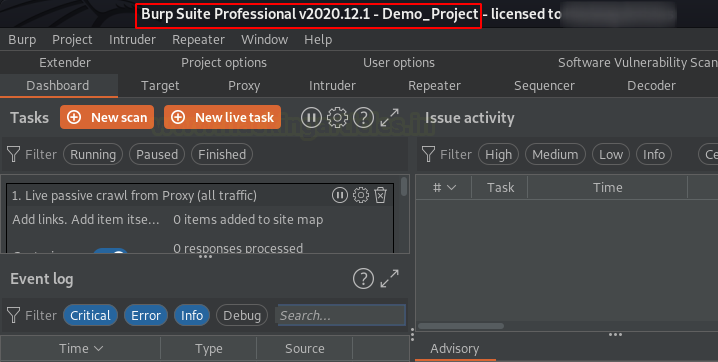 Burp Suite Professional v2020.12.1 - Demo_Project - licensed to
Burp Project Intruder Repeater Window Help
Extender Project options User options Software Vulnerability Scan
Dashboard Target Proxy Intruder Repeater Sequencer Decoder
Tasks New scan New live task ?
Filter Running Paused Finished
1. Live passive crawl from Proxy (all traffic)
Add links. Add item itse... 0 items added to site map
0 responses processed
Event log ?
Filter Critical Error Info Debug Search...
Time Type Source
Issue activity
Filter High Medium Low Info Ce
# Task Time
Advisory